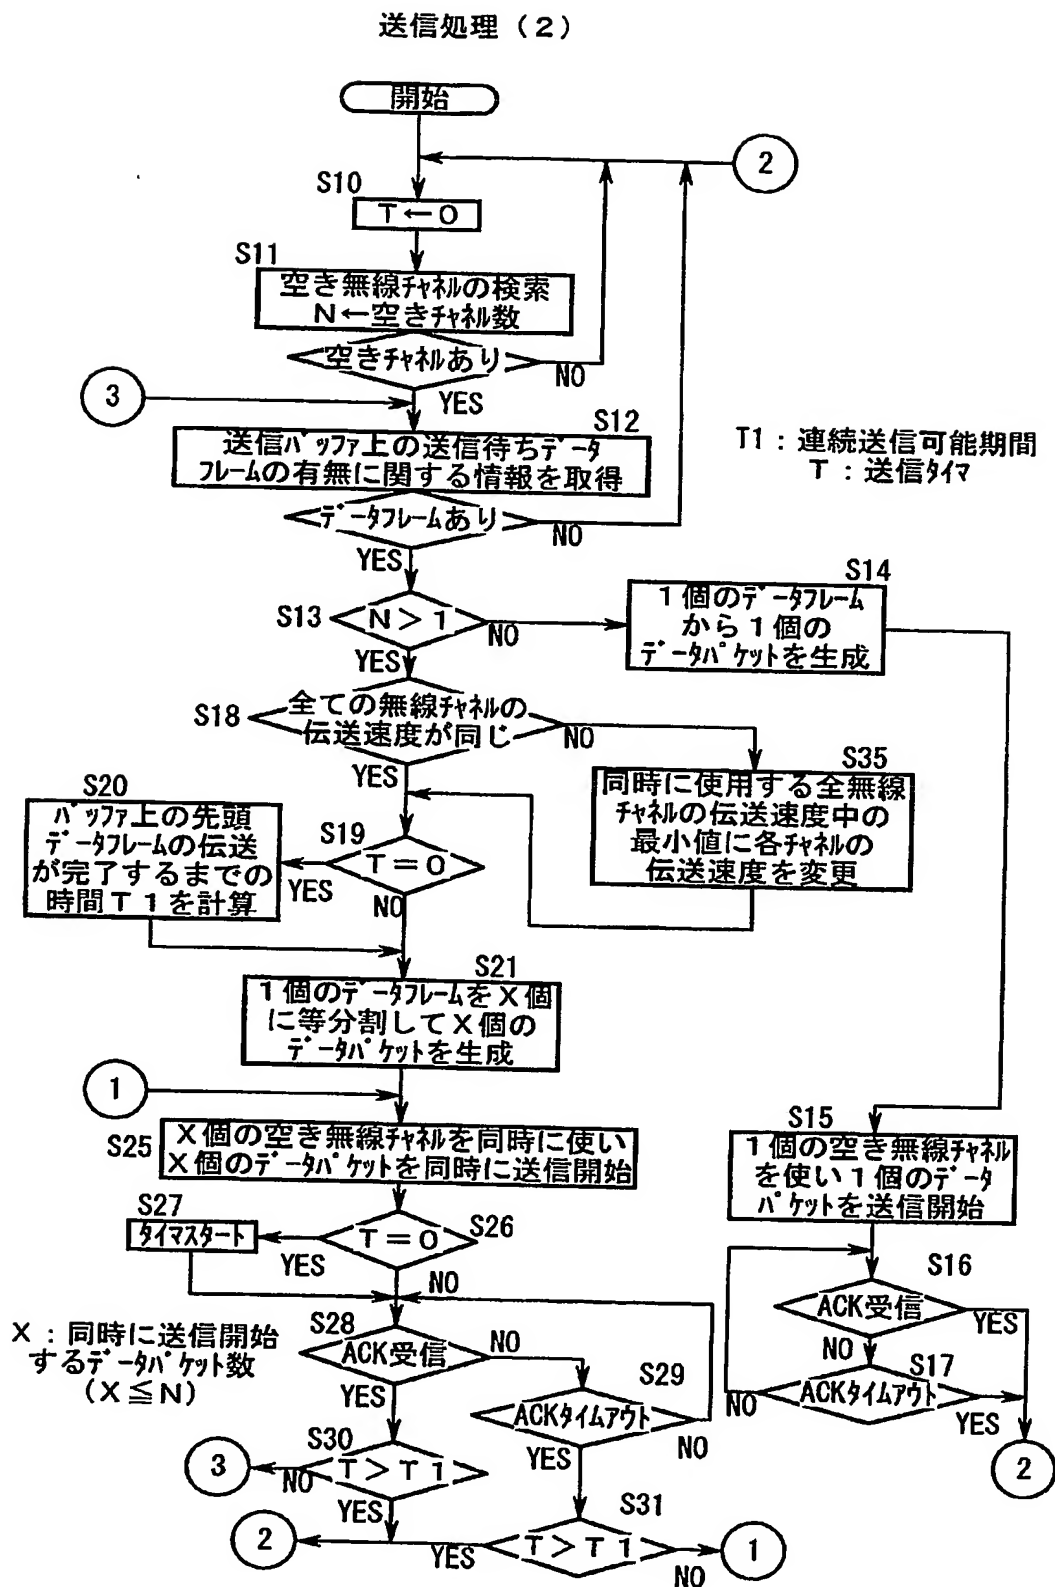 送信処理（２）
開始
2
S10
T←0
S11
空き無線ﾁｬﾈﾙの検索
N←空きﾁｬﾈﾙ数
空きﾁｬﾈﾙあり
NO
YES
3
S12
送信ﾊﾞｯﾌｧ上の送信待ちﾃﾞｰﾀ
ﾌﾚｰﾑの有無に関する情報を取得
T1：連続送信可能期間
T：送信ﾀｲﾏ
ﾃﾞｰﾀﾌﾚｰﾑあり
NO
YES
S13
N＞1
NO
YES
S14
1個のﾃﾞｰﾀﾌﾚｰﾑ
から1個の
ﾃﾞｰﾀﾊﾟｹｯﾄを生成
S18
全ての無線ﾁｬﾈﾙの
伝送速度が同じ
NO
YES
S35
同時に使用する全無線
ﾁｬﾈﾙの伝送速度中の
最小値に各ﾁｬﾈﾙの
伝送速度を変更
S20
ﾊﾞｯﾌｧ上の先頭
ﾃﾞｰﾀﾌﾚｰﾑの伝送
が完了するまでの
時間T1を計算
S19
T＝0
YES
NO
S21
1個のﾃﾞｰﾀﾌﾚｰﾑをX個
に等分割してX個の
ﾃﾞｰﾀﾊﾟｹｯﾄを生成
1
S25
X個の空き無線ﾁｬﾈﾙを同時に使い
X個のﾃﾞｰﾀﾊﾟｹｯﾄを同時に送信開始
S15
1個の空き無線ﾁｬﾈﾙ
を使い1個のﾃﾞｰﾀ
ﾊﾟｹｯﾄを送信開始
S27
ﾀｲﾏｽﾀｰﾄ
S26
T＝0
YES
NO
S16
ACK受信
YES
NO
S17
ACKﾀｲﾑｱｳﾄ
NO
YES
2
X：同時に送信開始
するﾃﾞｰﾀﾊﾟｹｯﾄ数
（X≦N）
S28
ACK受信
NO
YES
S29
ACKﾀｲﾑｱｳﾄ
NO
YES
S30
T＞T1
NO
YES
3
2
S31
T＞T1
YES
NO
1